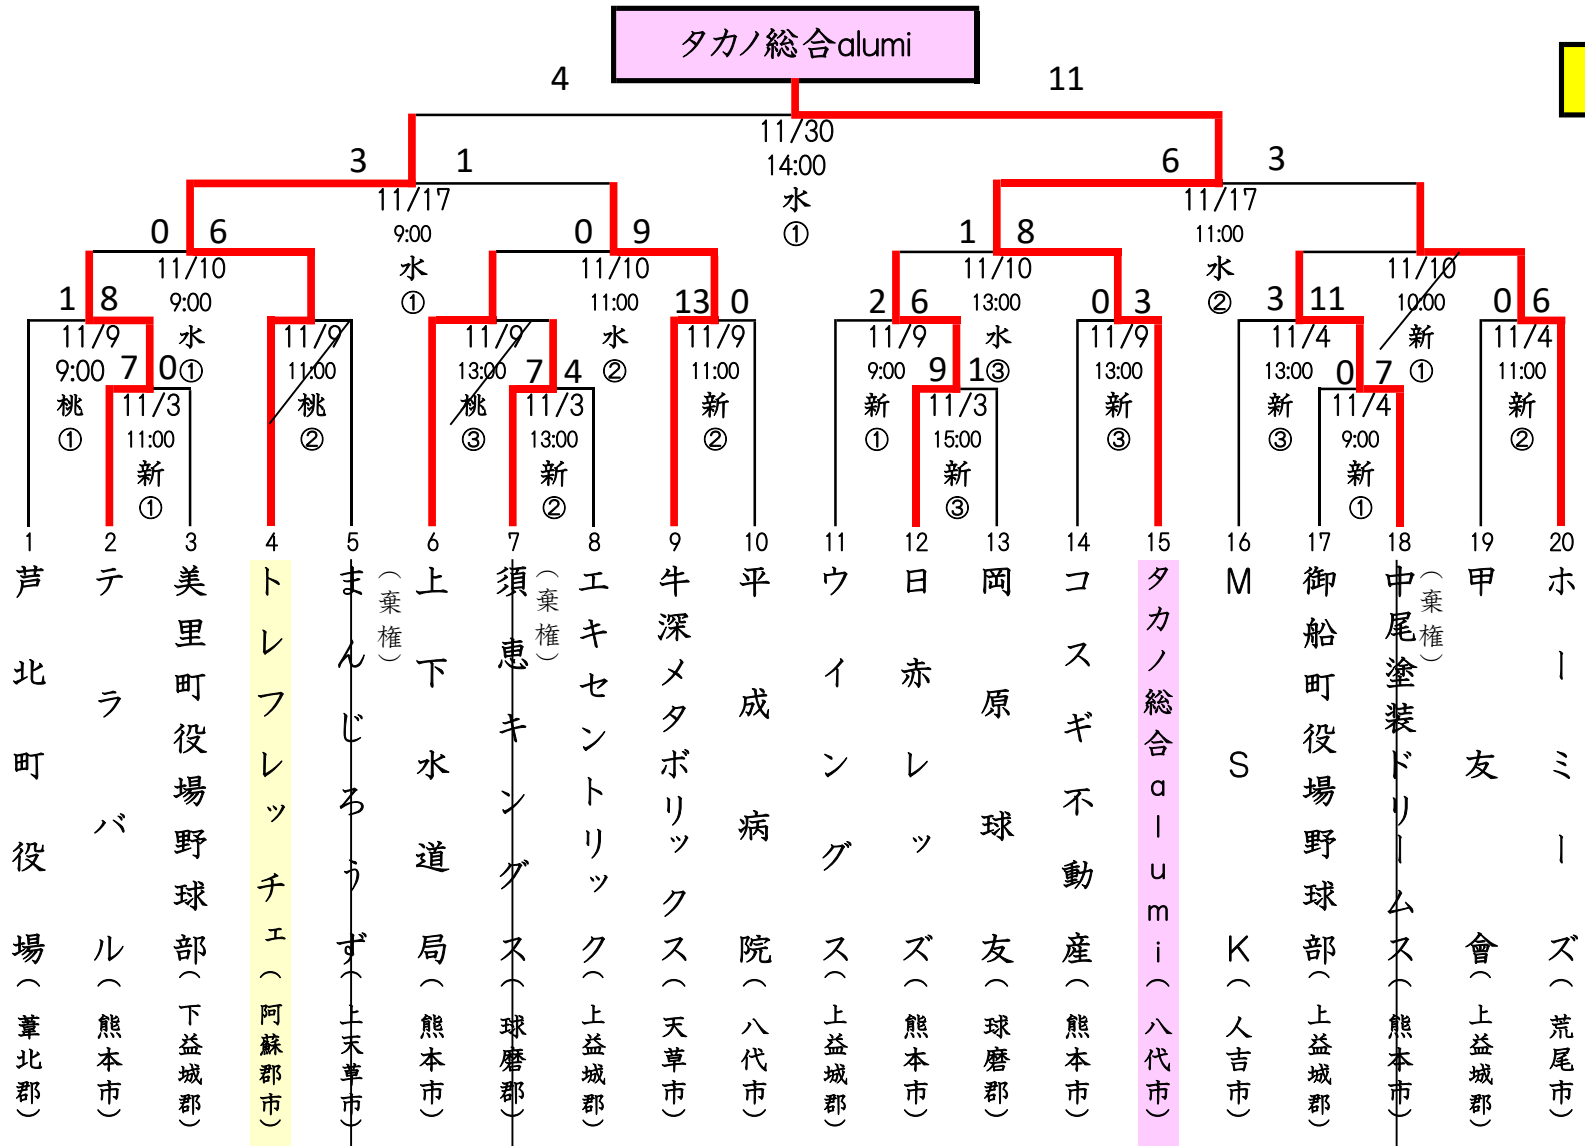 タカノ総合alumi
4 11
11/30
14:00
水
①
3 1 6 3
11/17 11/17
9:00 11:00
水 水
① ②
0 6 0 9 1 8
11/10 11/10 11/10 11/10
9:00 11:00 13:00 10:00
水 水 水 新
① ② ③ ①
1 8 13 0 2 6 0 3 3 11 0 6
11/9 11/9 11/9 11/9 11/9 11/9 11/4 11/4
9:00 11:00 13:00 11:00 9:00 13:00 13:00 11:00
桃 桃 桃 新 新 新 新 新
① ② ③ ② ① ③ ③ ②
7 0 7 4 9 1 0 7
11/3 11/3 11/3 11/4
11:00 13:00 15:00 9:00
新 新 新 新
① ② ③ ①
1 2 3 4 5 6 7 8 9 10 11 12 13 14 15 16 17 18 19 20
芦北町役場(葦北郡)
テラバル(熊本市)
美里町役場野球部(下益城郡)
トレフレッチェ(阿蘇郡市)
まんじろうず(上天草市)
(棄権)
上下水道局(熊本市)
須恵キングス(球磨郡)
(棄権)
エキセントリック(上益城郡)
牛深メタボリックス(天草市)
平成病院(八代市)
ウイングス(上益城郡)
日赤レッズ(熊本市)
岡原球友(球磨郡)
コスギ不動産(熊本市)
タカノ総合alumi(八代市)
MSK(人吉市)
御船町役場野球部(上益城郡)
中尾塗装ドリームス(熊本市)
(棄権)
甲友會(上益城郡)
ホーミーズ(荒尾市)